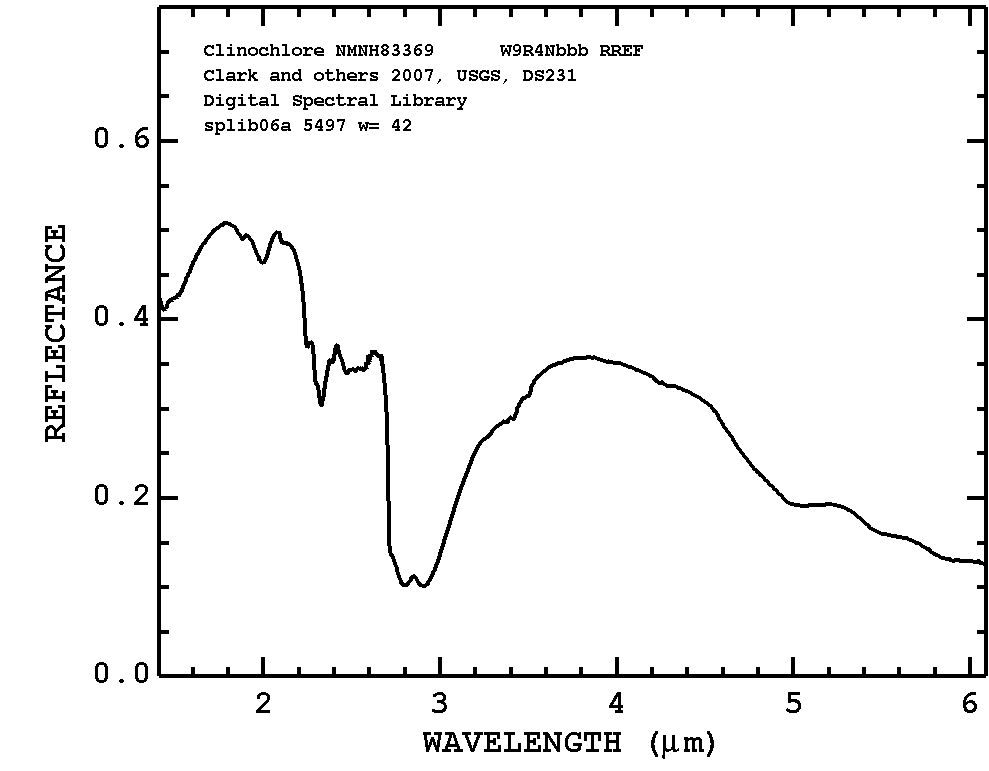 Clinochlore NMNH83369 W9R4Nbbb RREF
Clark and others 2007, USGS, DS231
Digital Spectral Library
splib06a 5497 w= 42
0.6
0.4
0.2
0.0
REFLECTANCE
2 3 4 5 6
WAVELENGTH (μm)